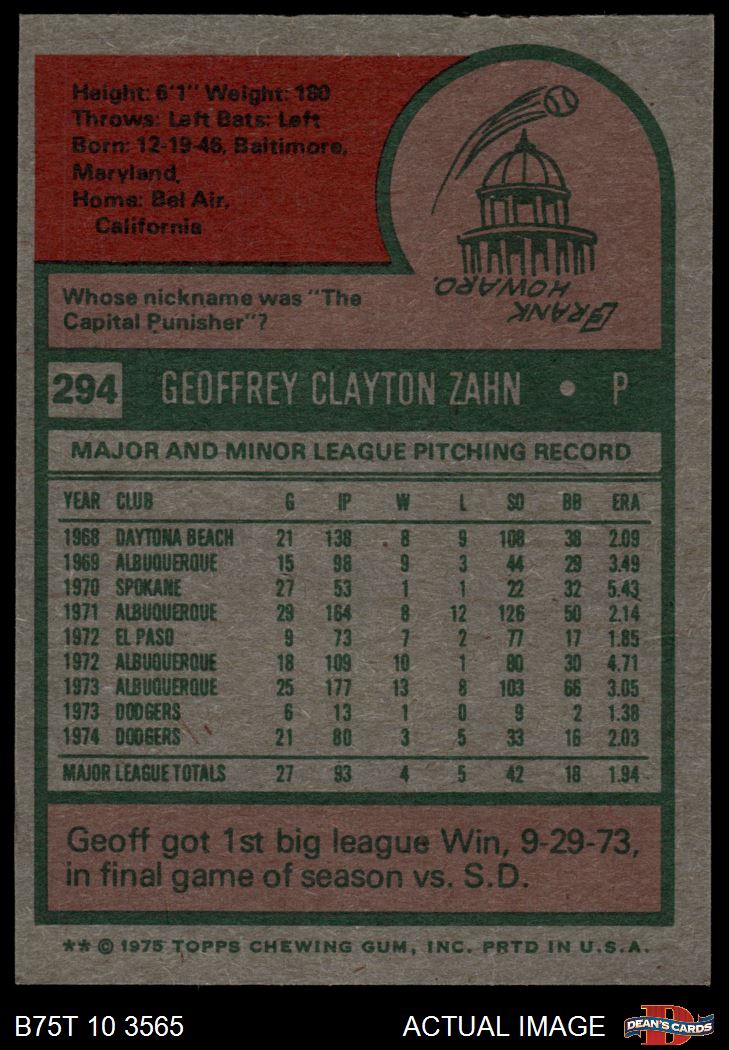 Height: 6'1" Weight: 180
Throws: Left Bats: Left
Born: 12-19-46, Baltimore,
Maryland.
Home: Bel Air,
California
Whose nickname was "The
Capital Punisher"?
FRANK
HOWARD.
294 GEOFFREY CLAYTON ZAHN • P
MAJOR AND MINOR LEAGUE PITCHING RECORD
YEAR CLUB G IP W L SO BB ERA
1968 DAYTONA BEACH 21 138 8 9 108 38 2.09
1969 ALBUQUERQUE 15 98 9 3 44 29 3.49
1970 SPOKANE 27 53 1 1 22 32 5.43
1971 ALBUQUERQUE 29 164 8 12 126 50 2.14
1972 EL PASO 9 73 7 2 77 17 1.85
1972 ALBUQUERQUE 18 109 10 1 80 30 4.71
1973 ALBUQUERQUE 25 177 13 8 103 66 3.05
1973 DODGERS 6 13 1 0 9 2 1.38
1974 DODGERS 21 80 3 5 33 16 2.03
MAJOR LEAGUE TOTALS 27 93 4 5 42 18 1.94
Geoff got 1st big league Win, 9-29-73,
in final game of season vs. S.D.
** © 1975 TOPPS CHEWING GUM, INC. PRTD IN U.S.A.
B75T 10 3565 ACTUAL IMAGE DEAN'S CARDS